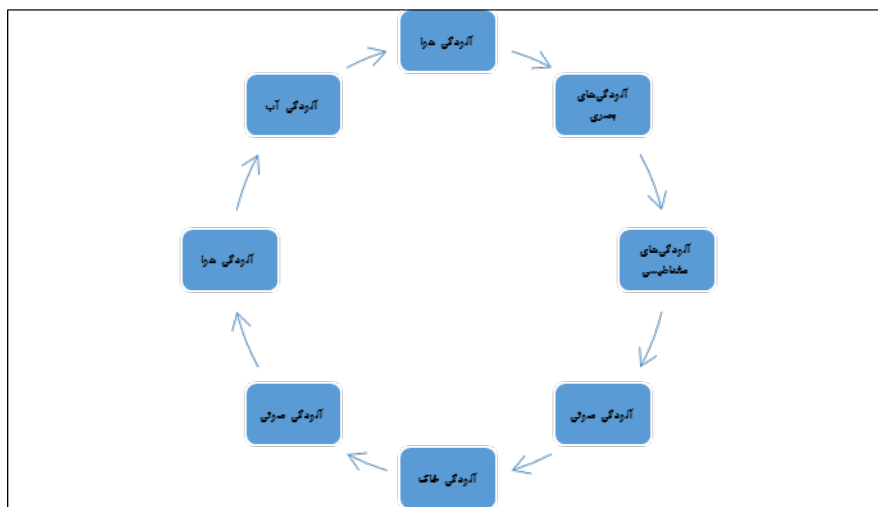 آلودگی هوا
آلودگی‌های
بصری
آلودگی‌های
مغناطیسی
آلودگی صوتی
آلودگی خاک
آلودگی صوتی
آلودگی هوا
آلودگی آب